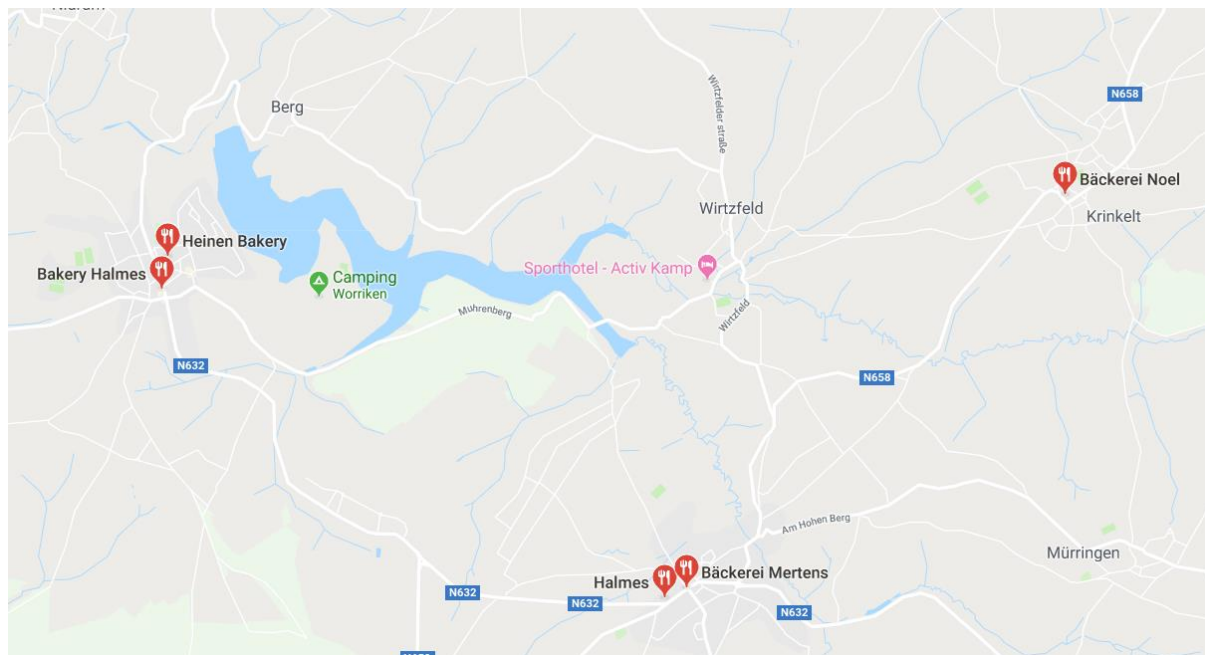 Berg
Wirtzfelder straße
N658
Bäckerei Noel
Krinkelt
Wirtzfeld
Heinen Bakery
Bakery Halmes
Camping
Worriken
Sporthotel - Activ Kamp
Muhrenberg
Wirtzfeld
N632
N658
Am Hohen Berg
Mürringen
Halmes
Bäckerei Mertens
N632
N632
N632